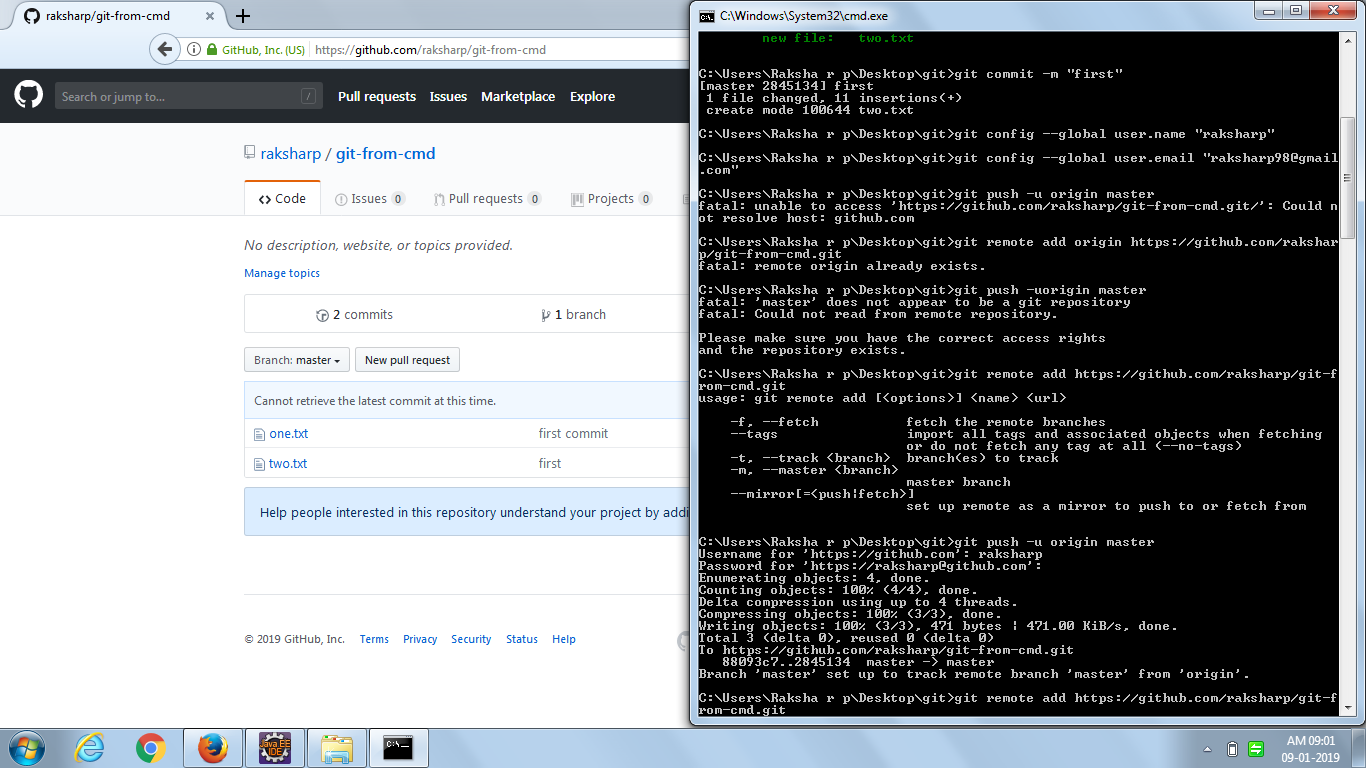 raksharp/git-from-cmd
GitHub, Inc. (US)
https://github.com/raksharp/git-from-cmd
Search or jump to...
/
Pull requests
Issues
Marketplace
Explore
raksharp / git-from-cmd
Code
Issues 0
Pull requests 0
Projects 0
No description, website, or topics provided.
Manage topics
2 commits
1 branch
Branch: master
New pull request
Cannot retrieve the latest commit at this time.
one.txt first commit
two.txt first
Help people interested in this repository understand your project by addi
© 2019 GitHub, Inc. Terms Privacy Security Status Help
C:\Windows\System32\cmd.exe
new file: two.txt
C:\Users\Raksha r p\Desktop\git>git commit -m "first"
[master 2845134] first
1 file changed, 11 insertions(+)
create mode 100644 two.txt
C:\Users\Raksha r p\Desktop\git>git config --global user.name "raksharp"
C:\Users\Raksha r p\Desktop\git>git config --global user.email "raksharp98@gmail
.com"
C:\Users\Raksha r p\Desktop\git>git push -u origin master
fatal: unable to access 'https://github.com/raksharp/git-from-cmd.git/': Could n
ot resolve host: github.com
C:\Users\Raksha r p\Desktop\git>git remote add origin https://github.com/rakshar
p/git-from-cmd.git
fatal: remote origin already exists.
C:\Users\Raksha r p\Desktop\git>git push -uorigin master
fatal: 'master' does not appear to be a git repository
fatal: Could not read from remote repository.
Please make sure you have the correct access rights
and the repository exists.
C:\Users\Raksha r p\Desktop\git>git remote add https://github.com/raksharp/git-f
rom-cmd.git
usage: git remote add [<options>] <name> <url>
-f, --fetch fetch the remote branches
--tags import all tags and associated objects when fetching
or do not fetch any tag at all (--no-tags)
-t, --track <branch> branch(es) to track
-m, --master <branch>
master branch
--mirror[=<push|fetch>]
set up remote as a mirror to push to or fetch from
C:\Users\Raksha r p\Desktop\git>git push -u origin master
Username for 'https://github.com': raksharp
Password for 'https://raksharp@github.com':
Enumerating objects: 4, done.
Counting objects: 100% (4/4), done.
Delta compression using up to 4 threads.
Compressing objects: 100% (3/3), done.
Writing objects: 100% (3/3), 471 bytes | 471.00 KiB/s, done.
Total 3 (delta 0), reused 0 (delta 0)
To https://github.com/raksharp/git-from-cmd.git
88093c7..2845134 master -> master
Branch 'master' set up to track remote branch 'master' from 'origin'.
C:\Users\Raksha r p\Desktop\git>git remote add https://github.com/raksharp/git-f
rom-cmd.git
Java EE
IDE
C:\
AM 09:01
09-01-2019